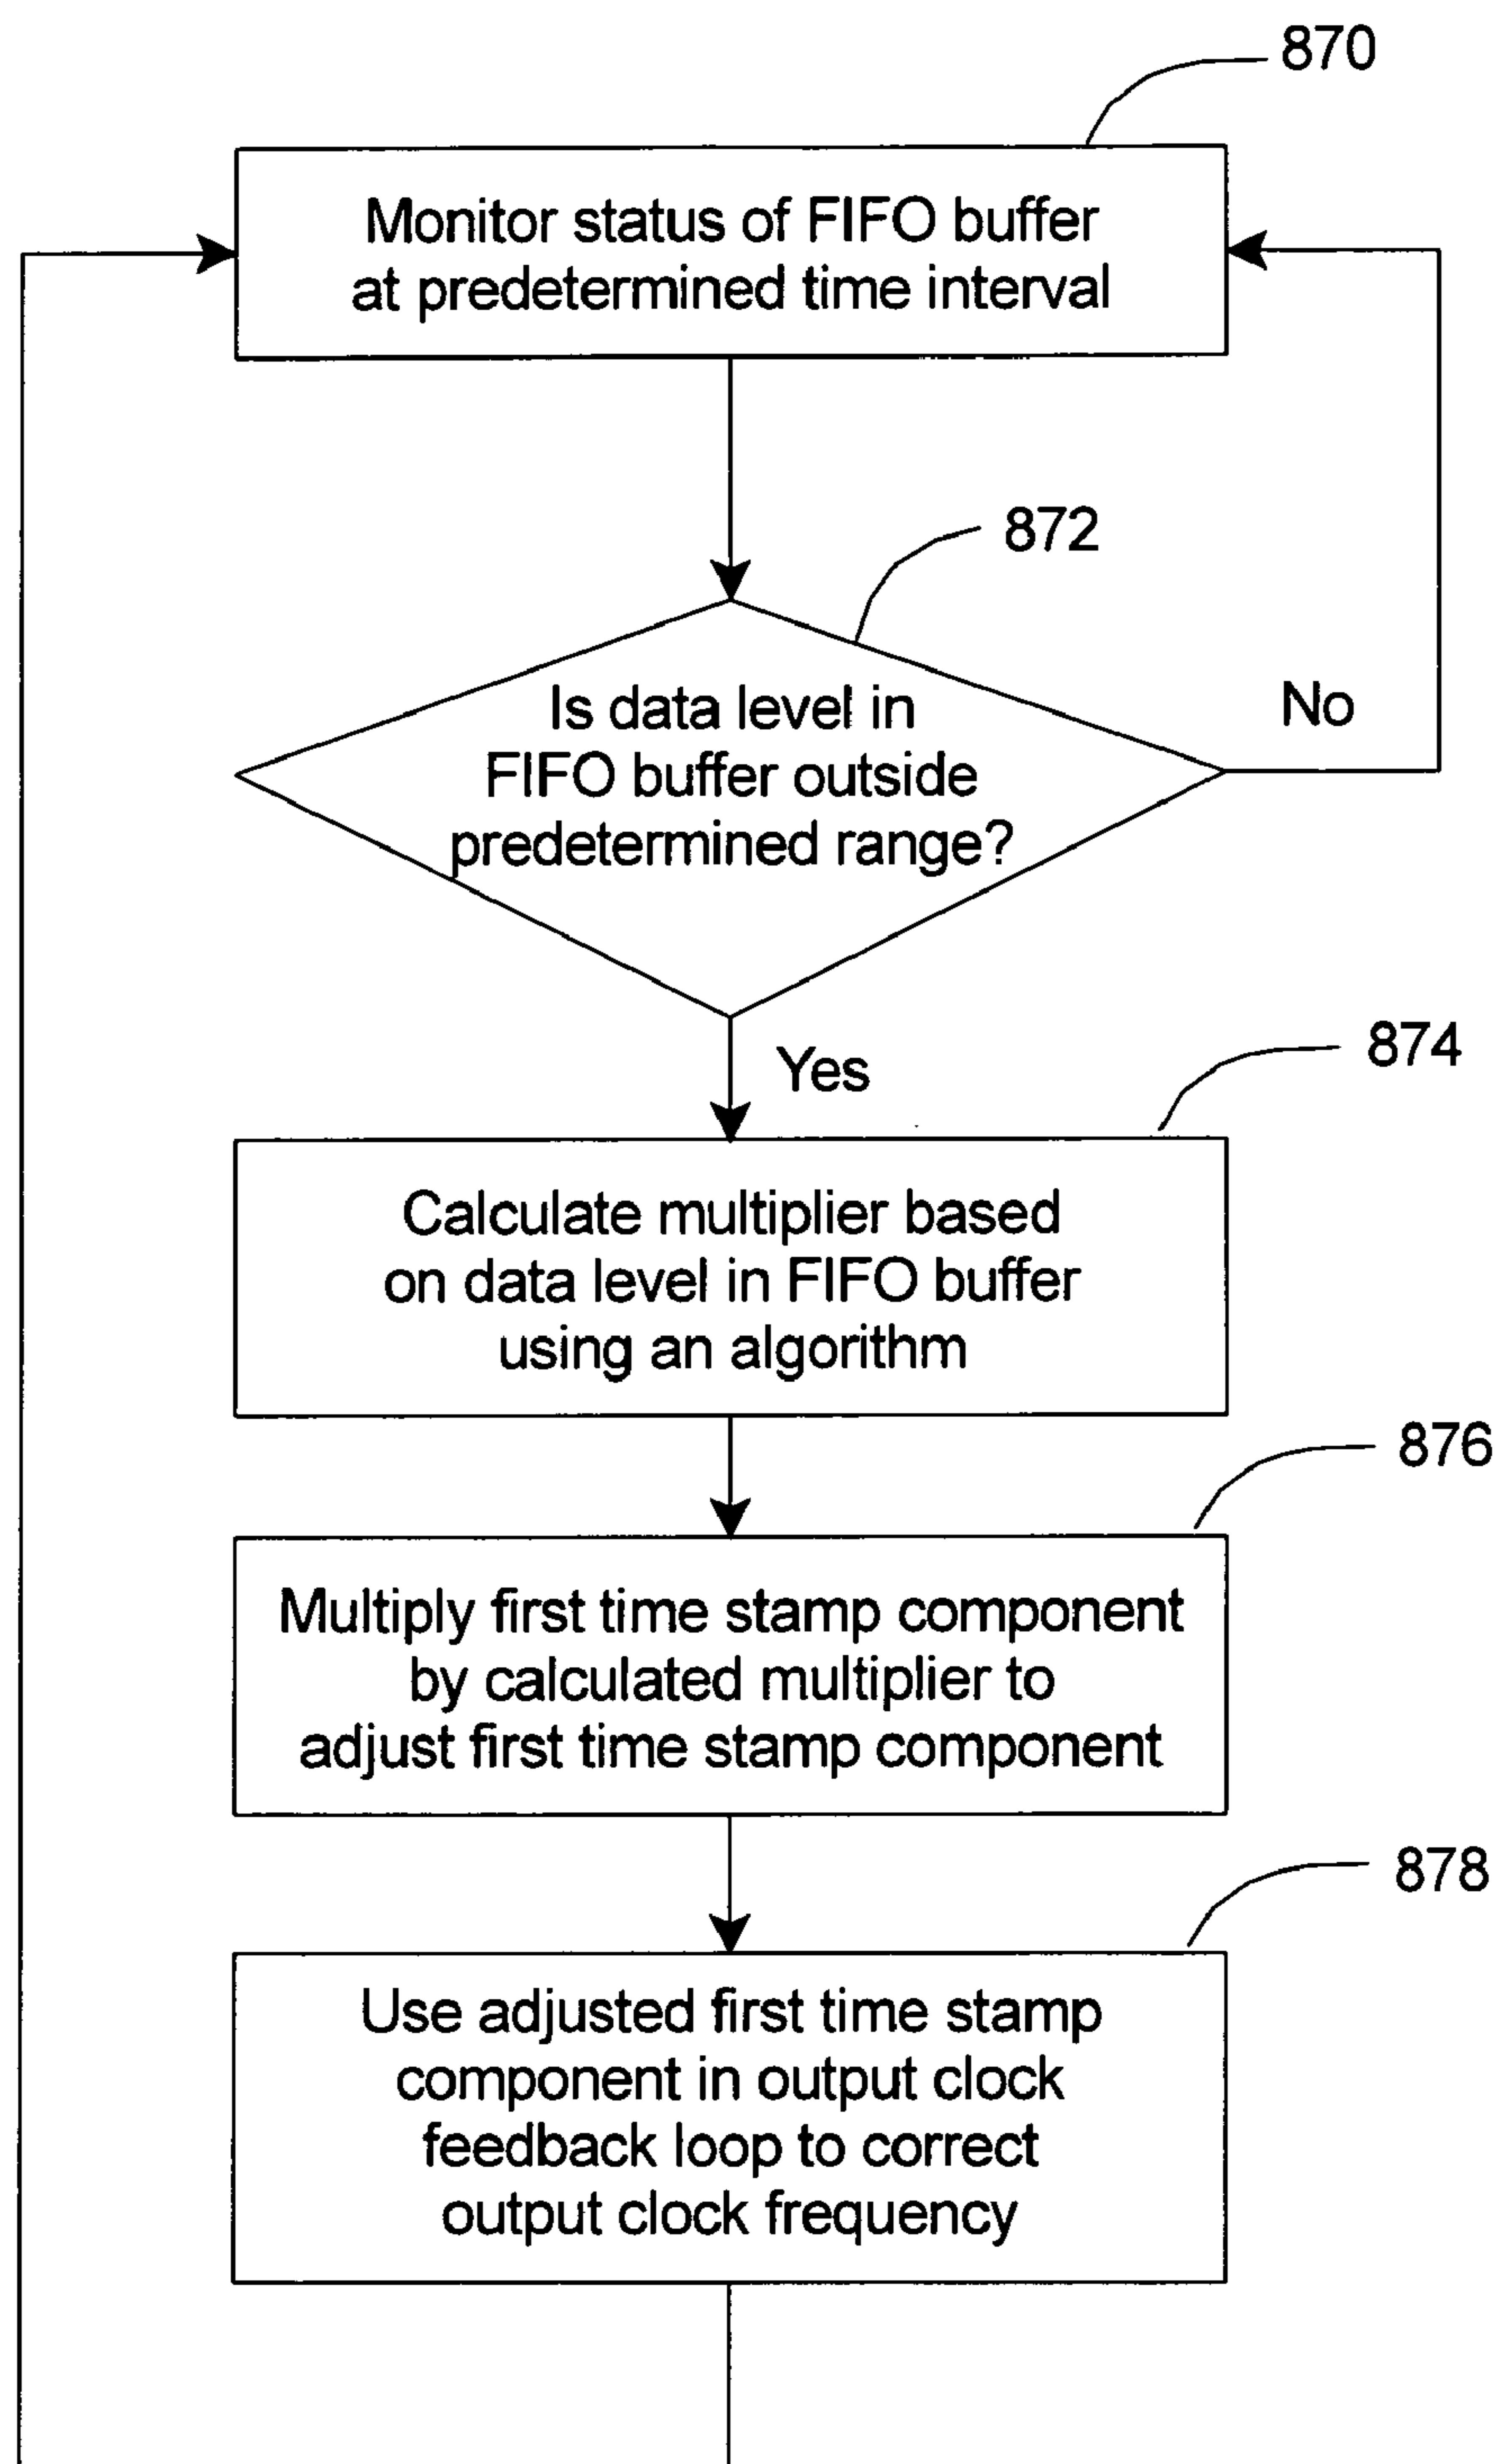 870
Monitor status of FIFO buffer
at predetermined time interval
872
Is data level in
FIFO buffer outside
predetermined range?
No
Yes
874
Calculate multiplier based
on data level in FIFO buffer
using an algorithm
876
Multiply first time stamp component
by calculated multiplier to
adjust first time stamp component
878
Use adjusted first time stamp
component in output clock
feedback loop to correct
output clock frequency